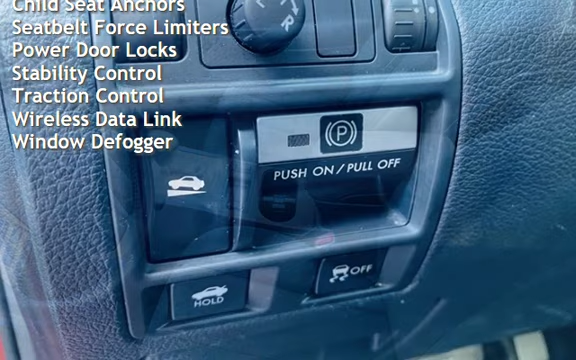 Child Seat Anchors
Seatbelt Force Limiters
Power Door Locks
Stability Control
Traction Control
Wireless Data Link
Window Defogger
R
P
PUSH ON / PULL OFF
HOLD
OFF